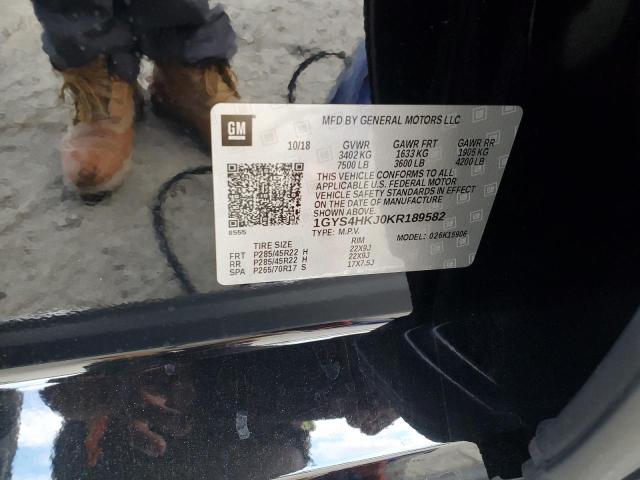 GM
MFD BY GENERAL MOTORS LLC
10/18 GVWR GAWR FRT GAWR RR
3402 KG 1633 KG 1905 KG
7500 LB 3600 LB 4200 LB
THIS VEHICLE CONFORMS TO ALL
APPLICABLE U.S. FEDERAL MOTOR
VEHICLE SAFETY STANDARDS IN EFFECT
ON THE DATE OF MANUFACTURE
SHOWN ABOVE.
1GYS4HKJ0KR189582
8555
TYPE: M.P.V. MODEL: 026K15906
TIRE SIZE RIM
FRT P285/45R22 H 22X9J
RR P285/45R22 H 22X9J
SPA P265/70R17 S 17X7.5J